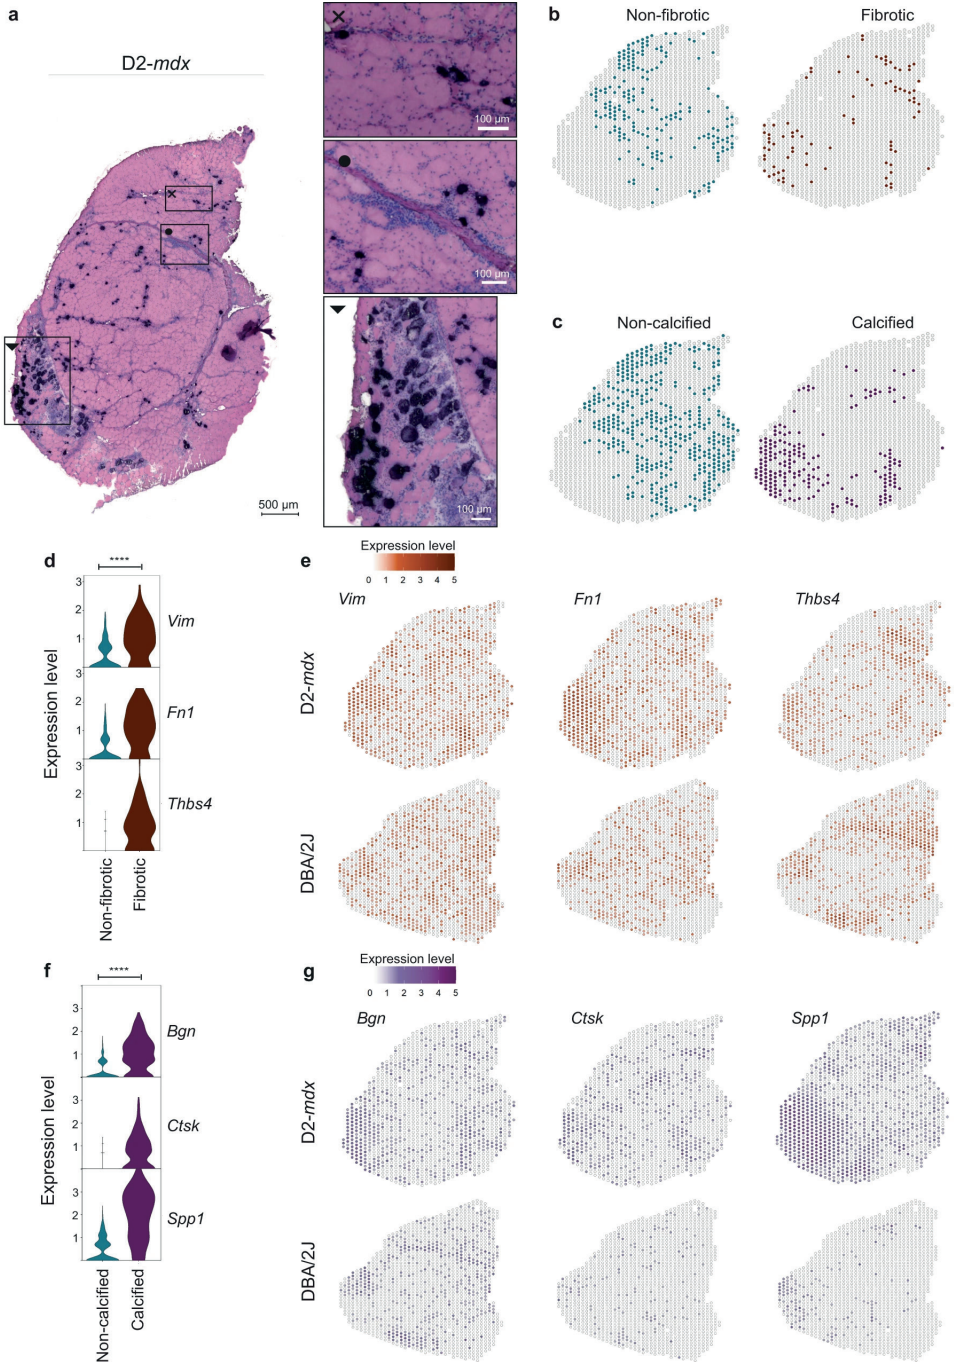 a
D2-mdx
500 µm
100 µm
100 µm
100 µm
b
Non-fibrotic
Fibrotic
c
Non-calcified
Calcified
d
****
Expression level
3
2
1
Vim
3
2
1
Fn1
3
2
1
Thbs4
Non-fibrotic
Fibrotic
e
Expression level
0 1 2 3 4 5
Vim
Fn1
Thbs4
D2-mdx
DBA/2J
f
****
Expression level
3
2
1
Bgn
3
2
1
Ctsk
3
2
1
Spp1
Non-calcified
Calcified
g
Expression level
0 1 2 3 4 5
Bgn
Ctsk
Spp1
D2-mdx
DBA/2J